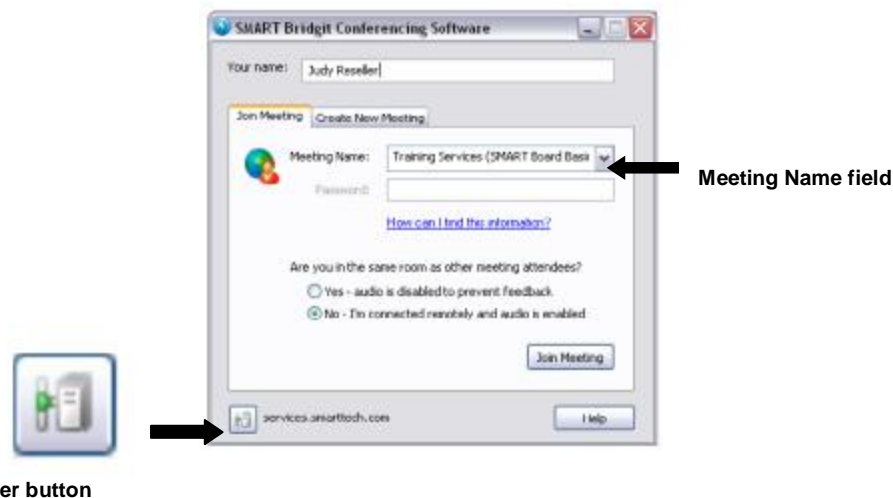 SMART Bridgit Conferencing Software
Your name: Judy Reseller
Join Meeting Create New Meeting
Meeting Name: Training Services (SMART Board Basi
Meeting Name field
Password:
How can I find this information?
Are you in the same room as other meeting attendees?
Yes - audio is disabled to prevent feedback
No - I'm connected remotely and audio is enabled
Join Meeting
services.smarttech.com
Help
er button